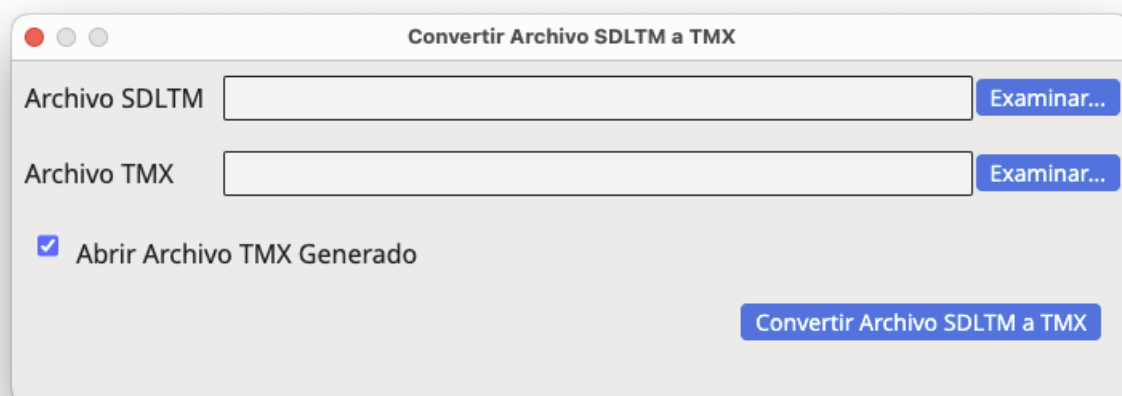 Convertir Archivo SDLTM a TMX
Archivo SDLTM Examinar...
Archivo TMX Examinar...
Abrir Archivo TMX Generado
Convertir Archivo SDLTM a TMX